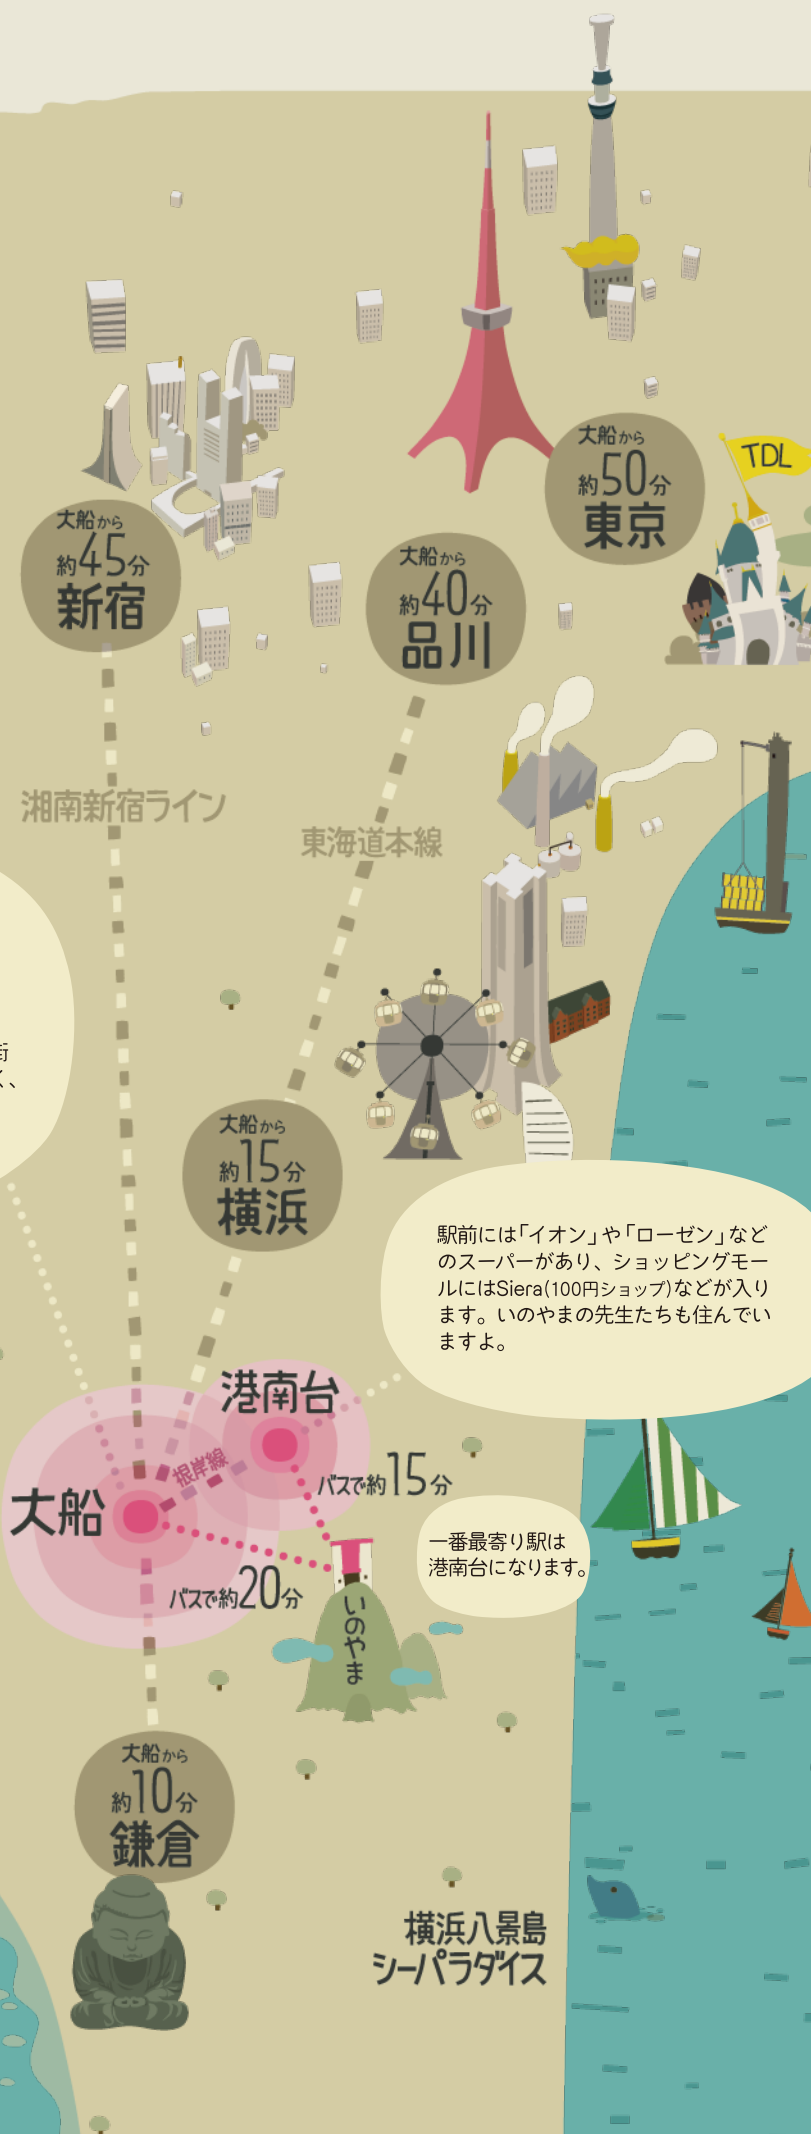 TDL
大船から
約50分
東京
大船から
約45分
新宿
大船から
約40分
品川
湘南新宿ライン
東海道本線
街
く、
大船から
約15分
横浜
駅前には「イオン」や「ローゼン」など
のスーパーがあり、ショッピングモー
ルにはSiera(100円ショップ)などが入り
ます。いのやまの先生たちも住んでい
ますよ。
港南台
根岸線
大船
バスで約15分
一番最寄り駅は
港南台になります。
バスで約20分
いのやま
大船から
約10分
鎌倉
横浜八景島
シーパラダイス